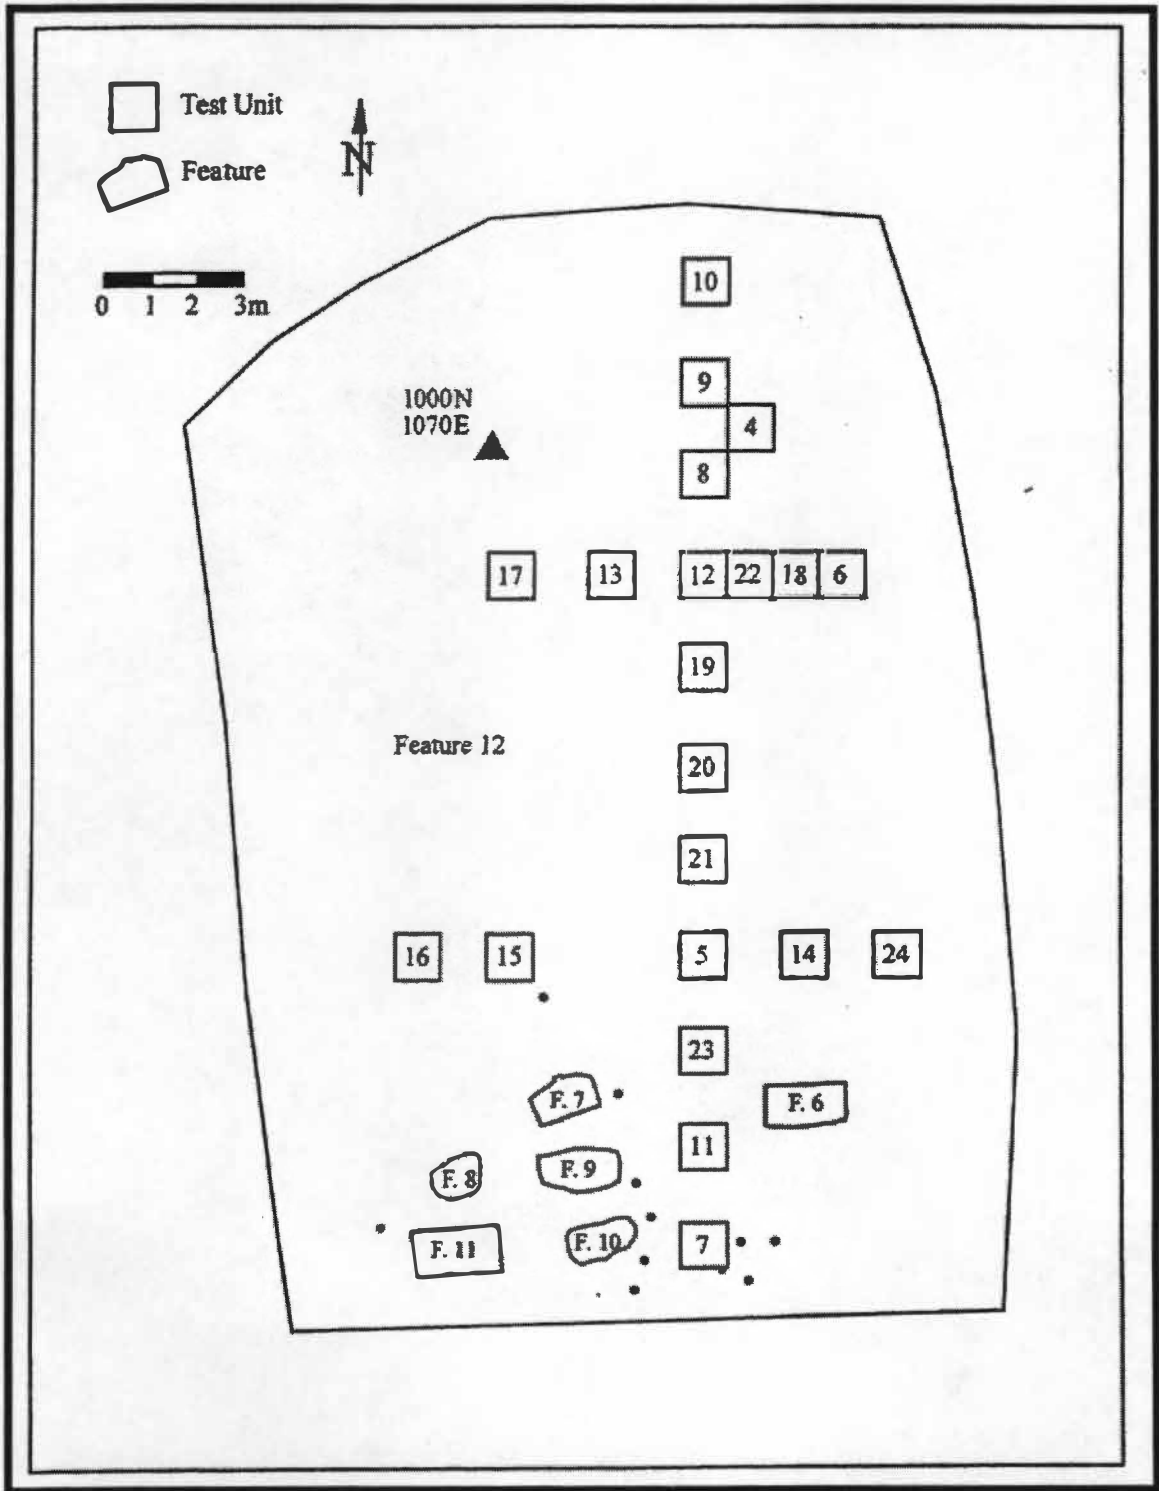 Test Unit
N
Feature
0 1 2 3m
10
9
1000N
1070E
4
8
17 13 12 22 18 6
19
Feature 12
20
21
16 15 5 14 24
23
F. 7 F. 6
11
F. 9
F. 8
F. 11 F. 10 7